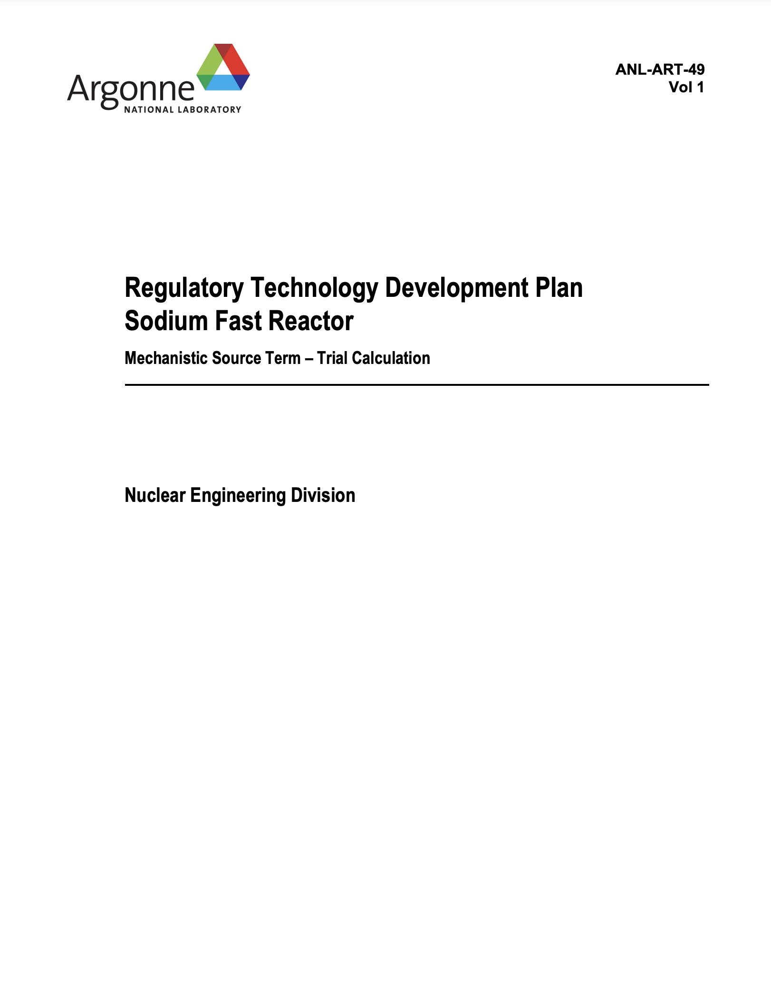 Argonne
NATIONAL LABORATORY
ANL-ART-49
Vol 1
Regulatory Technology Development Plan
Sodium Fast Reactor
Mechanistic Source Term – Trial Calculation
Nuclear Engineering Division